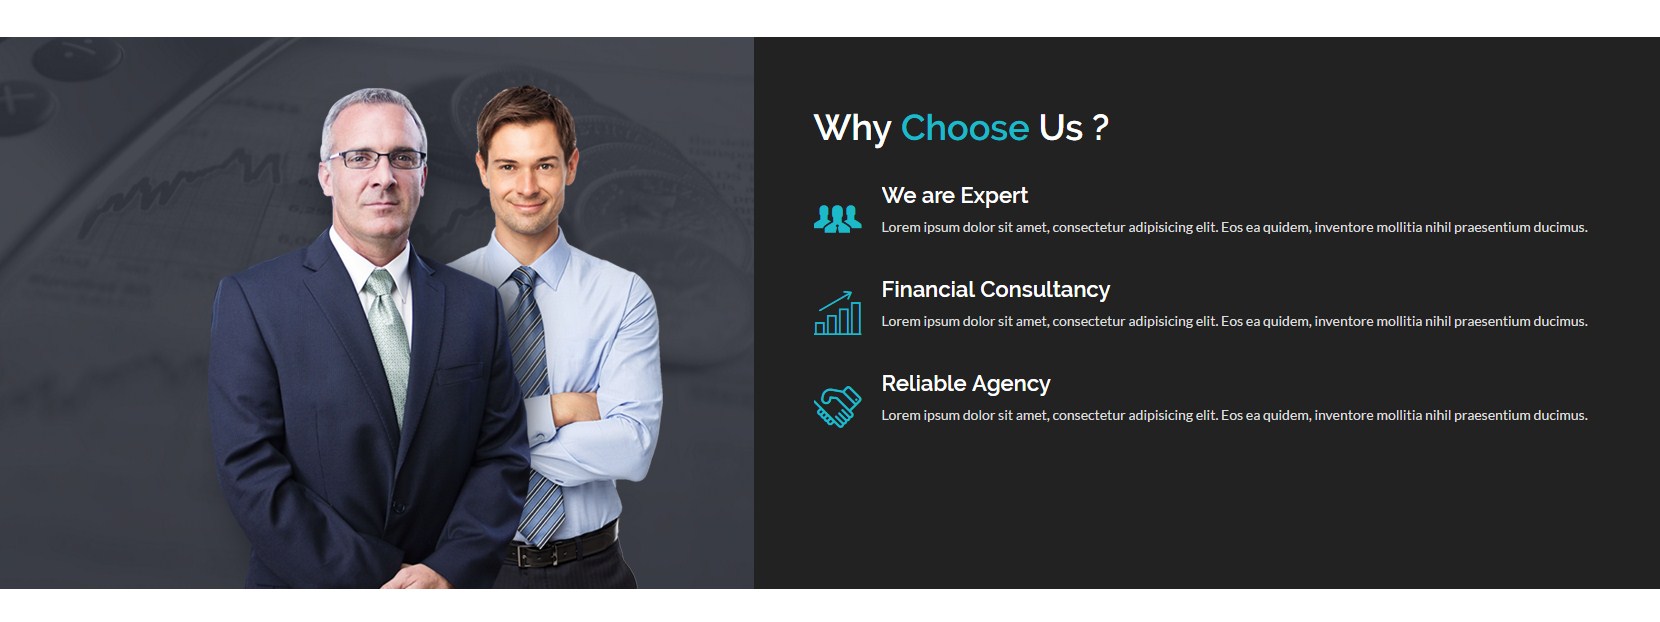 Why Choose Us ?
We are Expert
Lorem ipsum dolor sit amet, consectetur adipisicing elit. Eos ea quidem, inventore mollitia nihil praesentium ducimus.
Financial Consultancy
Lorem ipsum dolor sit amet, consectetur adipisicing elit. Eos ea quidem, inventore mollitia nihil praesentium ducimus.
Reliable Agency
Lorem ipsum dolor sit amet, consectetur adipisicing elit. Eos ea quidem, inventore mollitia nihil praesentium ducimus.